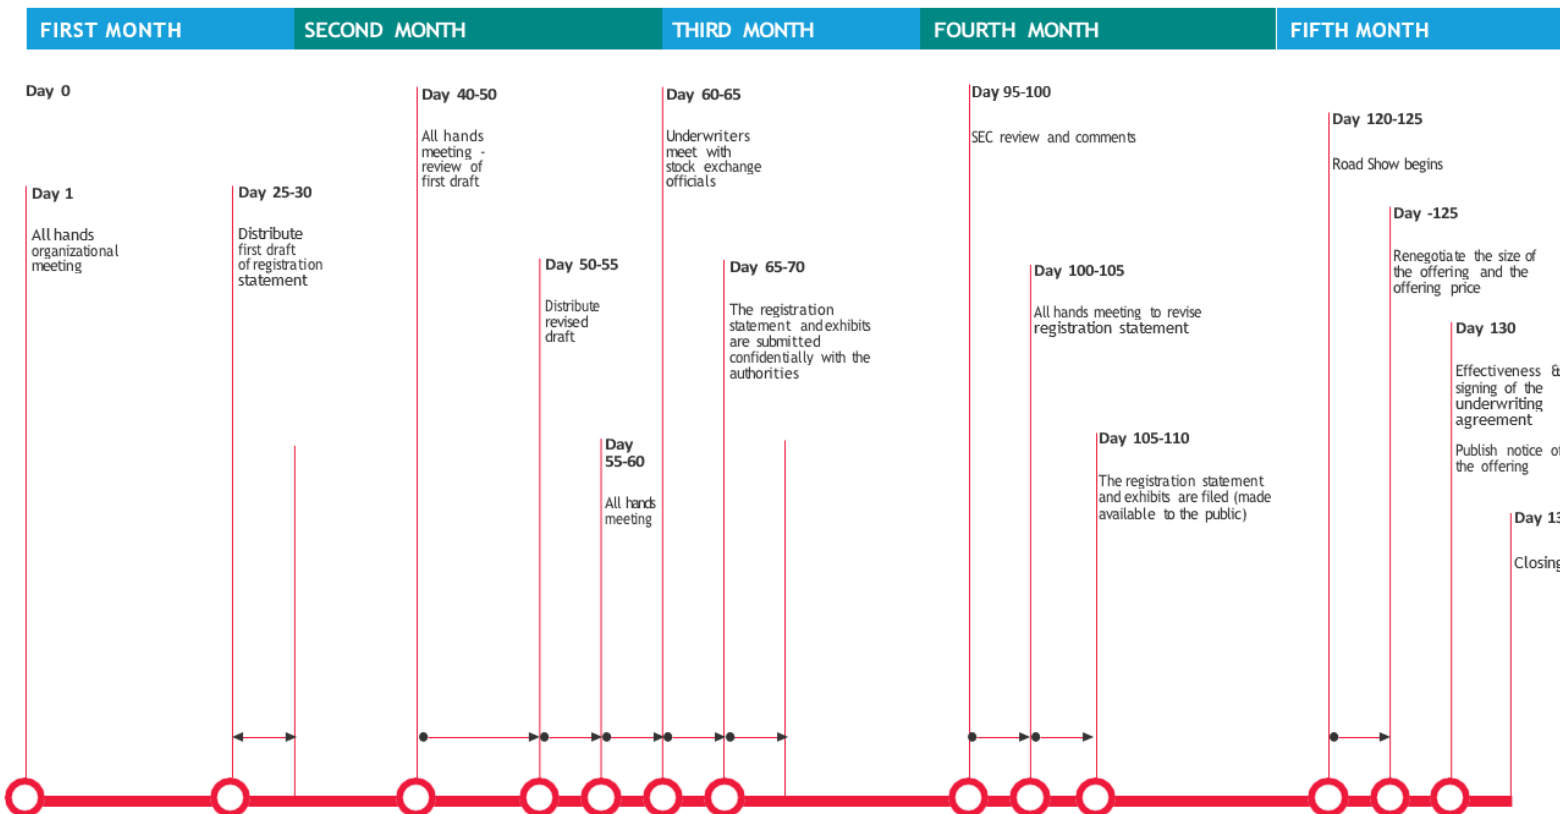 FIRST MONTH
SECOND MONTH
THIRD MONTH
FOURTH MONTH
FIFTH MONTH
Day 0
Day 1
All hands
organizational
meeting
Day 25-30
Distribute
first draft
of registration
statement
Day 40-50
All hands
meeting -
review of
first draft
Day 50-55
Distribute
revised
draft
Day
55-60
All hands
meeting
Day 60-65
Underwriters
meet with
stock exchange
officials
Day 65-70
The registration
statement and exhibits
are submitted
confidentially with the
authorities
Day 95-100
SEC review and comments
Day 100-105
All hands meeting to revise
registration statement
Day 105-110
The registration statement
and exhibits are filed (made
available to the public)
Day 120-125
Road Show begins
Day -125
Renegotiate the size of
the offering and the
offering price
Day 130
Effectiveness &
signing of the
underwriting
agreement
Publish notice of
the offering
Day
Closing